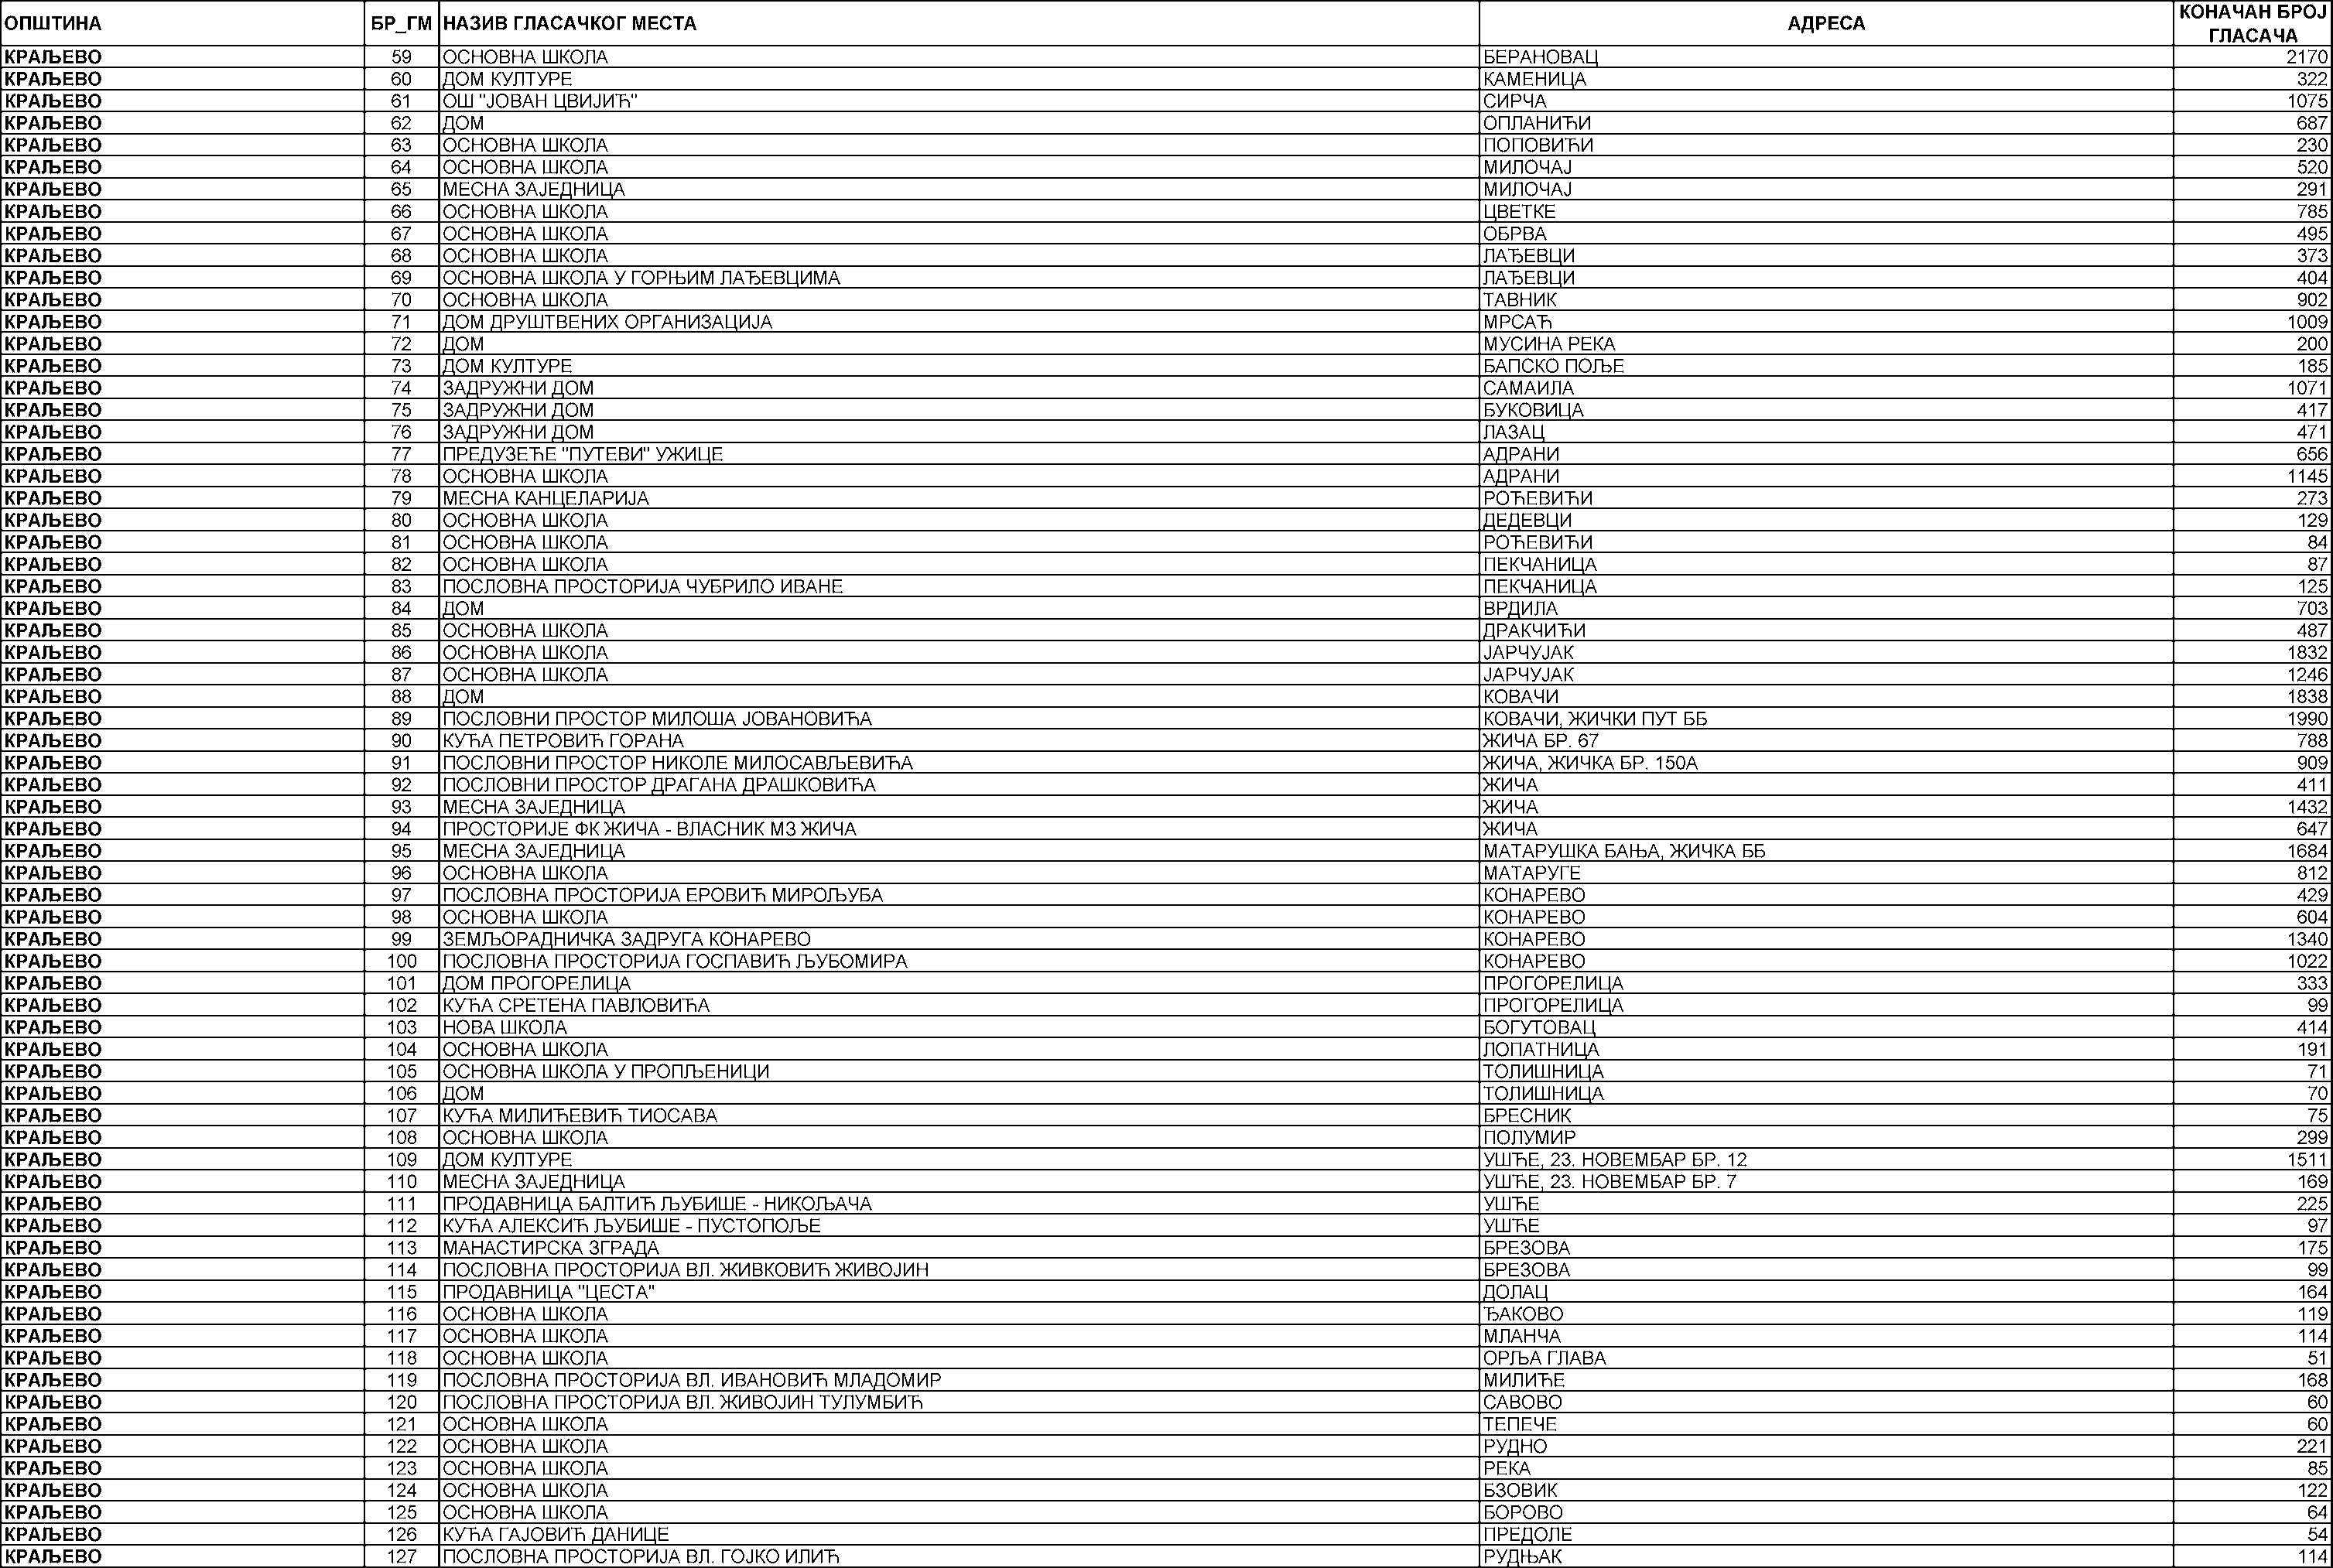 ОПШТИНА БР_ГМ НАЗИВ ГЛАСАЧКОГ МЕСТА АДРЕСА КОНАЧАН БРОЈ ГЛАСАЧА
КРАЉЕВО 59 ОСНОВНА ШКОЛА БЕРАНОВАЦ 2170
КРАЉЕВО 60 ДОМ КУЛТУРЕ КАМЕНИЦА 322
КРАЉЕВО 61 ОШ "ЈОВАН ЦВИЈИЋ" СИРЧА 1075
КРАЉЕВО 62 ДОМ ОПЛАНИЋИ 687
КРАЉЕВО 63 ОСНОВНА ШКОЛА ПОПОВИЋИ 230
КРАЉЕВО 64 ОСНОВНА ШКОЛА МИЛОЧАЈ 520
КРАЉЕВО 65 МЕСНА ЗАЈЕДНИЦА МИЛОЧАЈ 291
КРАЉЕВО 66 ОСНОВНА ШКОЛА ЦВЕТКЕ 785
КРАЉЕВО 67 ОСНОВНА ШКОЛА ОБРВА 495
КРАЉЕВО 68 ОСНОВНА ШКОЛА ЛАЂЕВЦИ 373
КРАЉЕВО 69 ОСНОВНА ШКОЛА У ГОРЊИМ ЛАЂЕВЦИМА ЛАЂЕВЦИ 404
КРАЉЕВО 70 ОСНОВНА ШКОЛА ТАВНИК 902
КРАЉЕВО 71 ДОМ ДРУШТВЕНИХ ОРГАНИЗАЦИЈА МРСАЋ 1009
КРАЉЕВО 72 ДОМ МУСИНА РЕКА 200
КРАЉЕВО 73 ДОМ КУЛТУРЕ БАПСКО ПОЉЕ 185
КРАЉЕВО 74 ЗАДРУЖНИ ДОМ САМАИЛА 1071
КРАЉЕВО 75 ЗАДРУЖНИ ДОМ БУКОВИЦА 417
КРАЉЕВО 76 ЗАДРУЖНИ ДОМ ЛАЗАЦ 471
КРАЉЕВО 77 ПРЕДУЗЕЋЕ "ПУТЕВИ" УЖИЦЕ АДРАНИ 656
КРАЉЕВО 78 ОСНОВНА ШКОЛА АДРАНИ 1145
КРАЉЕВО 79 МЕСНА КАНЦЕЛАРИЈА РОЋЕВИЋИ 273
КРАЉЕВО 80 ОСНОВНА ШКОЛА ДЕДЕВЦИ 129
КРАЉЕВО 81 ОСНОВНА ШКОЛА РОЋЕВИЋИ 84
КРАЉЕВО 82 ОСНОВНА ШКОЛА ПЕКЧАНИЦА 87
КРАЉЕВО 83 ПОСЛОВНА ПРОСТОРИЈА ЧУБРИЛО ИВАНЕ ПЕКЧАНИЦА 125
КРАЉЕВО 84 ДОМ ВРДИЛА 703
КРАЉЕВО 85 ОСНОВНА ШКОЛА ДРАКЧИЋИ 487
КРАЉЕВО 86 ОСНОВНА ШКОЛА ЈАРЧУЈАК 1832
КРАЉЕВО 87 ОСНОВНА ШКОЛА ЈАРЧУЈАК 1246
КРАЉЕВО 88 ДОМ КОВАЧИ 1838
КРАЉЕВО 89 ПОСЛОВНИ ПРОСТОР МИЛОША ЈОВАНОВИЋА КОВАЧИ, ЖИЧКИ ПУТ ББ 1990
КРАЉЕВО 90 КУЋА ПЕТРОВИЋ ГОРАНА ЖИЧА БР. 67 788
КРАЉЕВО 91 ПОСЛОВНИ ПРОСТОР НИКОЛЕ МИЛОСАВЉЕВИЋА ЖИЧА, ЖИЧКА БР. 150А 909
КРАЉЕВО 92 ПОСЛОВНИ ПРОСТОР ДРАГАНА ДРАШКОВИЋА ЖИЧА 411
КРАЉЕВО 93 МЕСНА ЗАЈЕДНИЦА ЖИЧА 1432
КРАЉЕВО 94 ПРОСТОРИЈЕ ФК ЖИЧА - ВЛАСНИК МЗ ЖИЧА ЖИЧА 647
КРАЉЕВО 95 МЕСНА ЗАЈЕДНИЦА МАТАРУШКА БАЊА, ЖИЧКА ББ 1684
КРАЉЕВО 96 ОСНОВНА ШКОЛА МАТАРУГЕ 812
КРАЉЕВО 97 ПОСЛОВНА ПРОСТОРИЈА ЕРОВИЋ МИРОЉУБА КОНАРЕВО 429
КРАЉЕВО 98 ОСНОВНА ШКОЛА КОНАРЕВО 604
КРАЉЕВО 99 ЗЕМЉОРАДНИЧКА ЗАДРУГА КОНАРЕВО КОНАРЕВО 1340
КРАЉЕВО 100 ПОСЛОВНА ПРОСТОРИЈА ГОСПАВИЋ ЉУБОМИРА КОНАРЕВО 1022
КРАЉЕВО 101 ДОМ ПРОГОРЕЛИЦА ПРОГОРЕЛИЦА 333
КРАЉЕВО 102 КУЋА СРЕТЕНА ПАВЛОВИЋА ПРОГОРЕЛИЦА 99
КРАЉЕВО 103 НОВА ШКОЛА БОГУТОВАЦ 414
КРАЉЕВО 104 ОСНОВНА ШКОЛА ЛОПАТНИЦА 191
КРАЉЕВО 105 ОСНОВНА ШКОЛА У ПРОПЉЕНИЦИ ТОЛИШНИЦА 71
КРАЉЕВО 106 ДОМ ТОЛИШНИЦА 70
КРАЉЕВО 107 КУЋА МИЛИЋЕВИЋ ТИОСАВА БРЕСНИК 75
КРАЉЕВО 108 ОСНОВНА ШКОЛА ПОЛУМИР 299
КРАЉЕВО 109 ДОМ КУЛТУРЕ УШЋЕ, 23. НОВЕМБАР БР. 12 1511
КРАЉЕВО 110 МЕСНА ЗАЈЕДНИЦА УШЋЕ, 23. НОВЕМБАР БР. 7 169
КРАЉЕВО 111 ПРОДАВНИЦА БАЛТИЋ ЉУБИШЕ - НИКОЉАЧА УШЋЕ 225
КРАЉЕВО 112 КУЋА АЛЕКСИЋ ЉУБИШЕ - ПУСТОПОЉЕ УШЋЕ 97
КРАЉЕВО 113 МАНАСТИРСКА ЗГРАДА БРЕЗОВА 175
КРАЉЕВО 114 ПОСЛОВНА ПРОСТОРИЈА ВЛ. ЖИВКОВИЋ ЖИВОЈИН БРЕЗОВА 99
КРАЉЕВО 115 ПРОДАВНИЦА "ЦЕСТА" ДОЛАЦ 164
КРАЉЕВО 116 ОСНОВНА ШКОЛА ЂАКОВО 119
КРАЉЕВО 117 ОСНОВНА ШКОЛА МЛАНЧА 114
КРАЉЕВО 118 ОСНОВНА ШКОЛА ОРЉА ГЛАВА 51
КРАЉЕВО 119 ПОСЛОВНА ПРОСТОРИЈА ВЛ. ИВАНОВИЋ МЛАДОМИР МИЛИЋЕ 168
КРАЉЕВО 120 ПОСЛОВНА ПРОСТОРИЈА ВЛ. ЖИВОЈИН ТУЛУМБИЋ САВОВО 60
КРАЉЕВО 121 ОСНОВНА ШКОЛА ТЕПЕЧЕ 60
КРАЉЕВО 122 ОСНОВНА ШКОЛА РУДНО 221
КРАЉЕВО 123 ОСНОВНА ШКОЛА РЕКА 85
КРАЉЕВО 124 ОСНОВНА ШКОЛА БЗОВИК 122
КРАЉЕВО 125 ОСНОВНА ШКОЛА БОРОВО 64
КРАЉЕВО 126 КУЋА ГАЈОВИЋ ДАНИЦЕ ПРЕДОЛЕ 54
КРАЉЕВО 127 ПОСЛОВНА ПРОСТОРИЈА ВЛ. ГОЈКО ИЛИЋ РУДЊАК 114